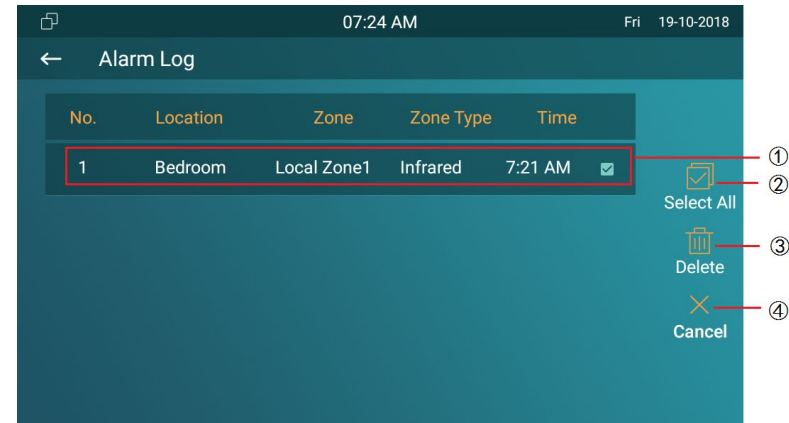 07:24 AM Fri 19-10-2018
Alarm Log
No. Location Zone Zone Type Time
1 Bedroom Local Zone1 Infrared 7:21 AM
①
②
Select All
③
Delete
④
Cancel